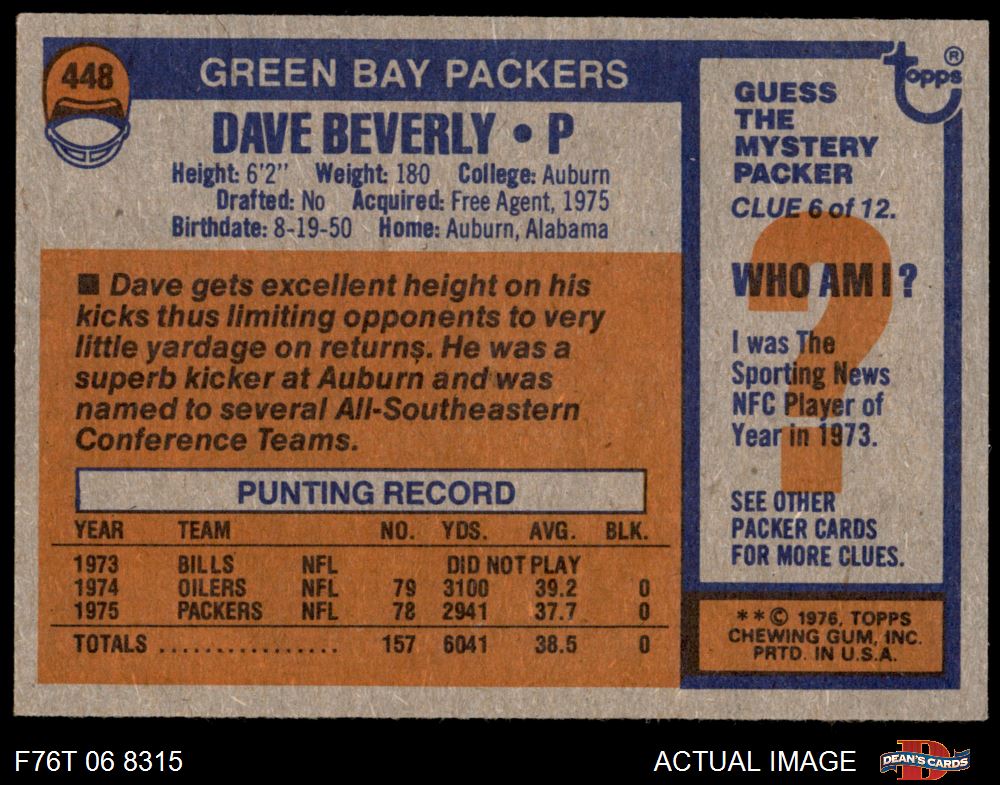 448
GREEN BAY PACKERS
DAVE BEVERLY • P
Height: 6'2" Weight: 180 College: Auburn
Drafted: No Acquired: Free Agent, 1975
Birthdate: 8-19-50 Home: Auburn, Alabama
■ Dave gets excellent height on his
kicks thus limiting opponents to very
little yardage on returns. He was a
superb kicker at Auburn and was
named to several All-Southeastern
Conference Teams.
PUNTING RECORD
YEAR TEAM NO. YDS. AVG. BLK.
1973 BILLS NFL DID NOT PLAY
1974 OILERS NFL 79 3100 39.2 0
1975 PACKERS NFL 78 2941 37.7 0
TOTALS ................. 157 6041 38.5 0
topps ®
GUESS
THE
MYSTERY
PACKER
CLUE 6 of 12.
?
WHO AM I?
I was The
Sporting News
NFC Player of
Year in 1973.
SEE OTHER
PACKER CARDS
FOR MORE CLUES.
**© 1976, TOPPS
CHEWING GUM, INC.
PRTD. IN U.S.A.
F76T 06 8315
ACTUAL IMAGE
D
DEAN'S CARDS